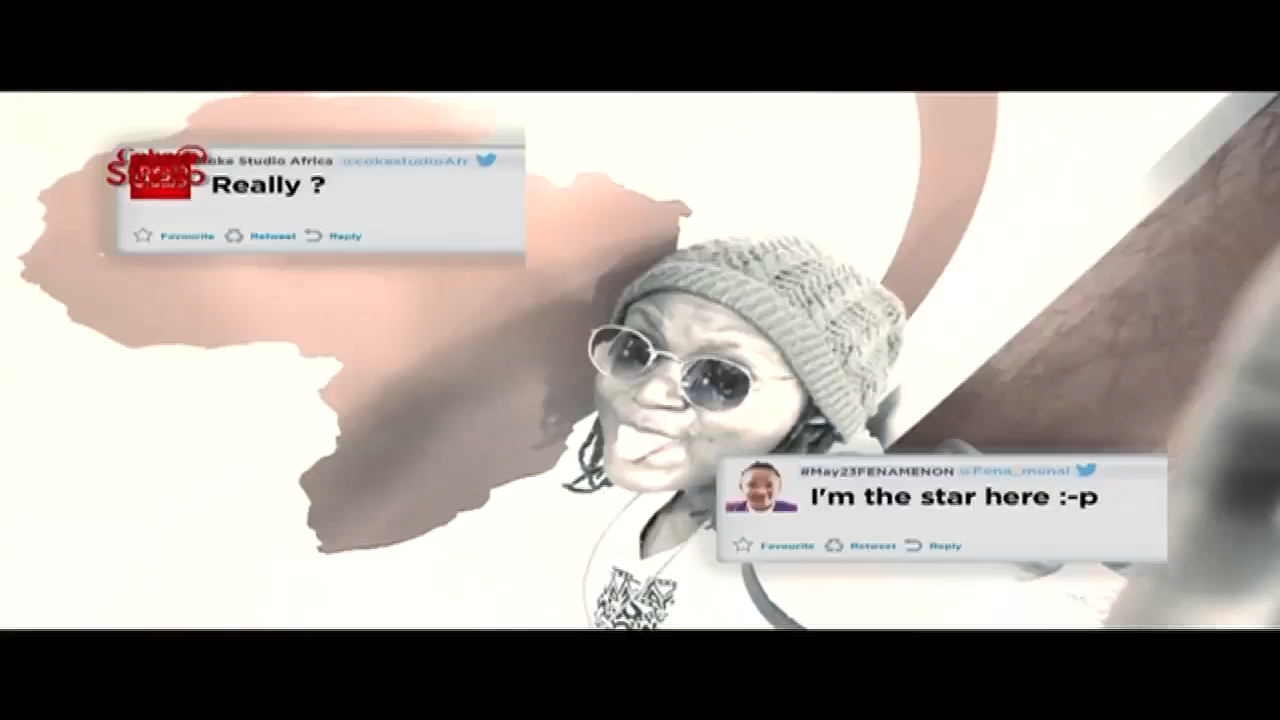 Coke Studio Africa @cokestudioAfr
Really ?
Favourite Retweet Reply
#May23FENAMENON @Fena_menal
I'm the star here :-p
Favourite Retweet Reply